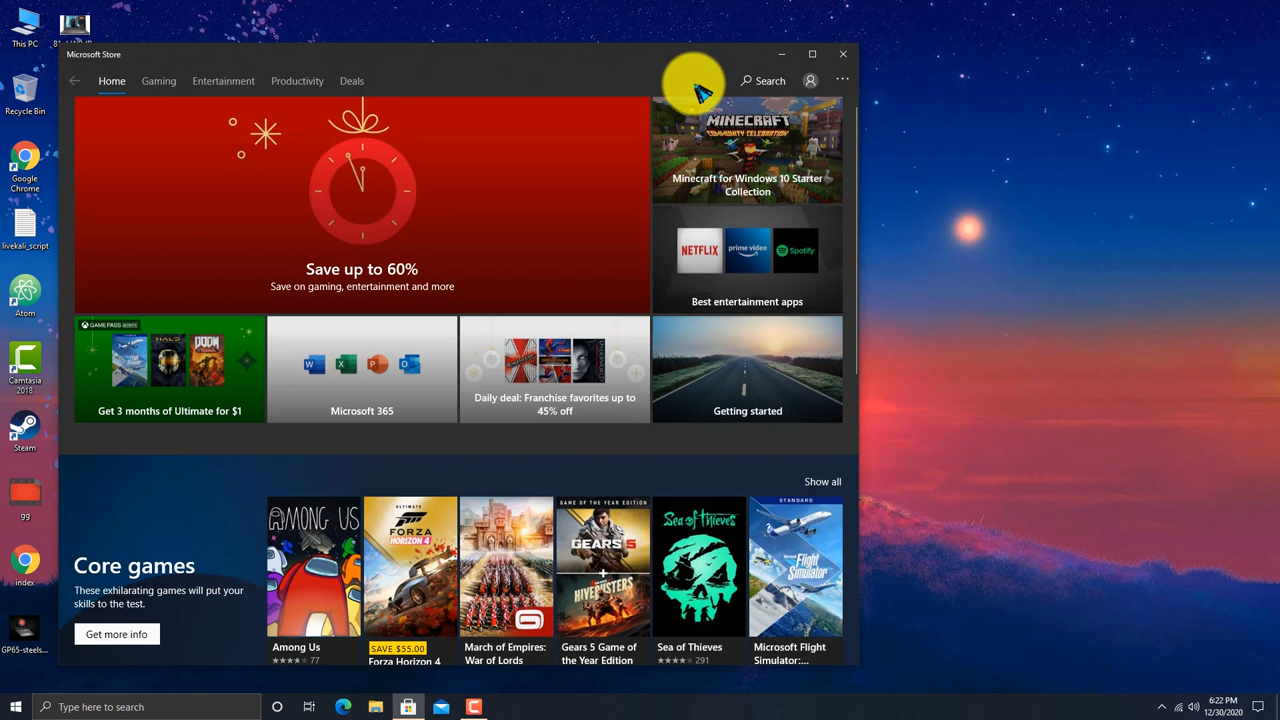 This PC
Recycle Bin
Google
Chrome
livekali_script
Atom
Camtasia
2018
Steam
gg
index
GP65-steels...
Microsoft Store
Home
Gaming
Entertainment
Productivity
Deals
Search
Save up to 60%
Save on gaming, entertainment and more
MINECRAFT
COMMUNITY CELEBRATION
Minecraft for Windows 10 Starter
Collection
NETFLIX
prime video
Spotify
Best entertainment apps
GAME PASS
HALO
DOOM
Get 3 months of Ultimate for $1
W
X
P
O
Microsoft 365
Daily deal: Franchise favorites up to
45% off
Getting started
Show all
Core games
These exhilarating games will put your
skills to the test.
Get more info
AMONG US
Among Us
77
ULTIMATE
FORZA
HORIZON 4
SAVE $55.00
Forza Horizon 4
March of Empires:
War of Lords
GAME OF THE YEAR EDITION
GEARS 5
+
HIVEBUSTERS
Gears 5 Game of
the Year Edition
Sea of Thieves
Sea of Thieves
291
STANDARD
Microsoft
Flight
Simulator
Microsoft Flight
Simulator:...
Type here to search
6:22 PM
12/30/2020